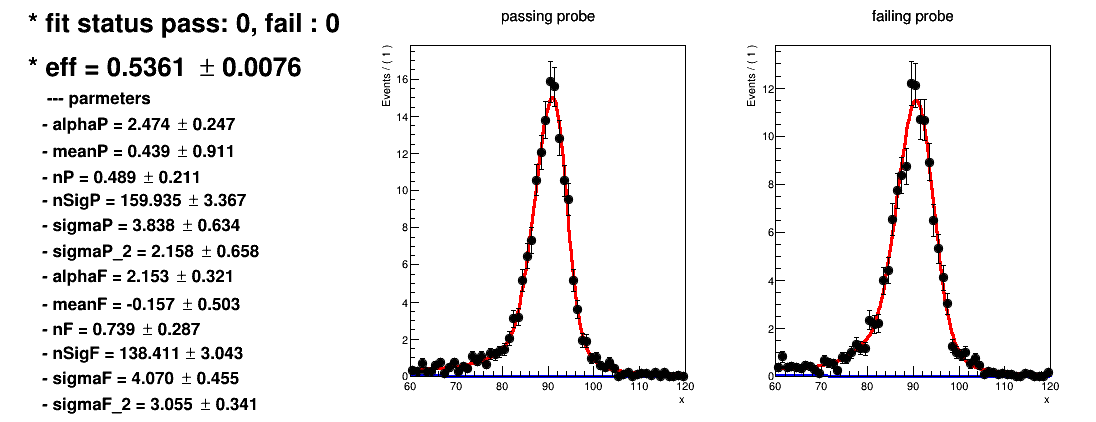 * fit status pass: 0, fail : 0
* eff = 0.5361 ± 0.0076
--- parmeters
- alphaP = 2.474 ± 0.247
- meanP = 0.439 ± 0.911
- nP = 0.489 ± 0.211
- nSigP = 159.935 ± 3.367
- sigmaP = 3.838 ± 0.634
- sigmaP_2 = 2.158 ± 0.658
- alphaF = 2.153 ± 0.321
- meanF = -0.157 ± 0.503
- nF = 0.739 ± 0.287
- nSigF = 138.411 ± 3.043
- sigmaF = 4.070 ± 0.455
- sigmaF_2 = 3.055 ± 0.341
passing probe
Events / ( 1 )
16
14
12
10
8
6
4
2
0
60 70 80 90 100 110 120
x
failing probe
Events / ( 1 )
12
10
8
6
4
2
0
60 70 80 90 100 110 120
x